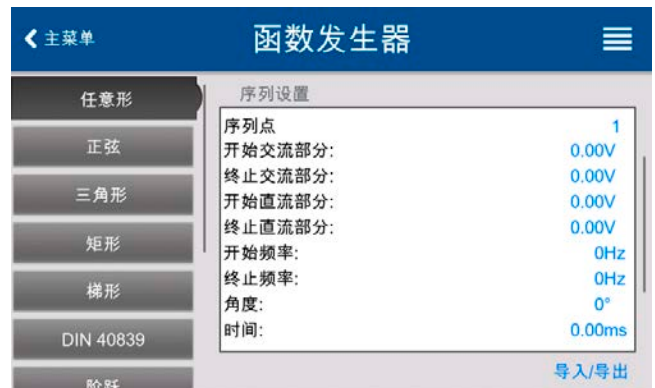 主菜单
函数发生器
任意形
正弦
三角形
矩形
梯形
DIN 40839
阶跃
序列设置
序列点 1
开始交流部分: 0.00V
终止交流部分: 0.00V
开始直流部分: 0.00V
终止直流部分: 0.00V
开始频率: 0Hz
终止频率: 0Hz
角度: 0°
时间: 0.00ms
导入/导出